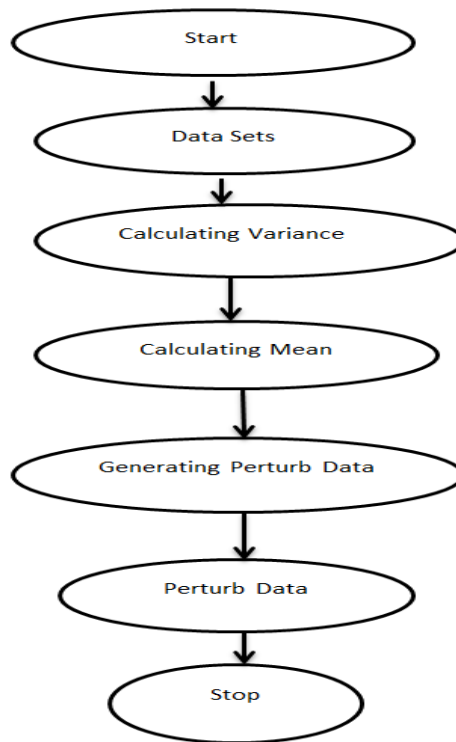 Start
Data Sets
Calculating Variance
Calculating Mean
Generating Perturb Data
Perturb Data
Stop